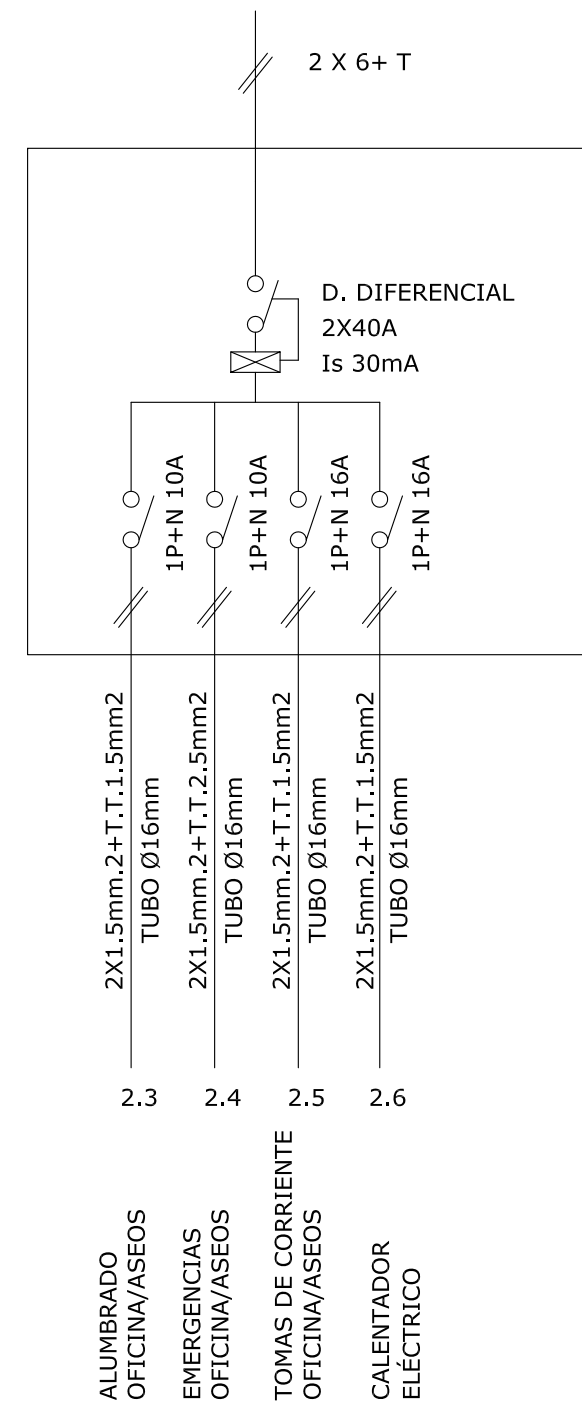 2 X 6+ T
D. DIFERENCIAL
2X40A
Is 30mA
1P+N 10A
1P+N 10A
1P+N 16A
1P+N 16A
2X1.5mm.2+T.T.1.5mm2
TUBO Ø16mm
2X1.5mm.2+T.T.2.5mm2
TUBO Ø16mm
2X1.5mm.2+T.T.1.5mm2
TUBO Ø16mm
2X1.5mm.2+T.T.1.5mm2
TUBO Ø16mm
2.3
2.4
2.5
2.6
ALUMBRADO
OFICINA/ASEOS
EMERGENCIAS
OFICINA/ASEOS
TOMAS DE CORRIENTE
OFICINA/ASEOS
CALENTADOR
ELÉCTRICO